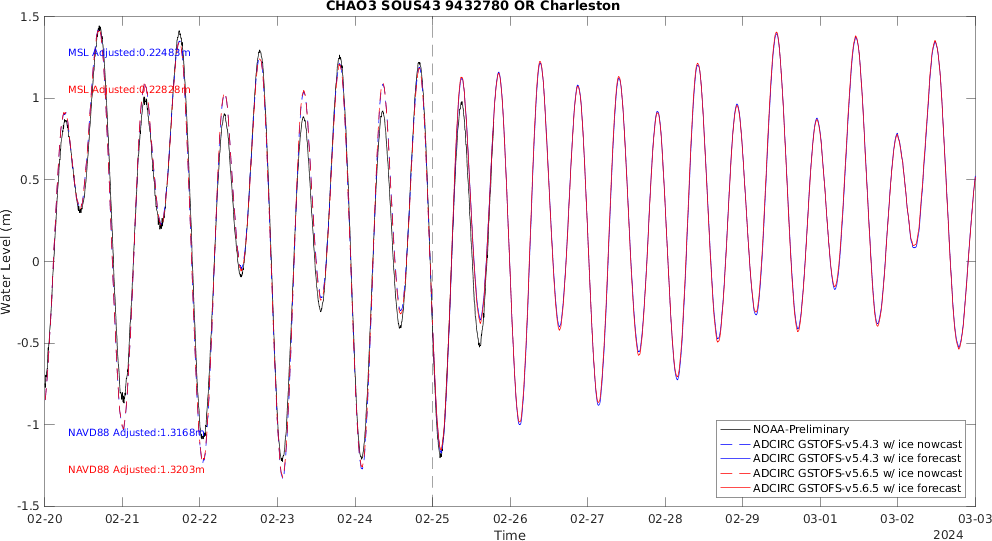 CHAO3 SOUS43 9432780 OR Charleston
1.5
1
0.5
0
-0.5
-1
-1.5
Water Level (m)
MSL Adjusted:0.22483m
MSL Adjusted:0.22828m
NAVD88 Adjusted:1.3168m
NAVD88 Adjusted:1.3203m
NOAA-Preliminary
ADCIRC GSTOFS-v5.4.3 w/ ice nowcast
ADCIRC GSTOFS-v5.4.3 w/ ice forecast
ADCIRC GSTOFS-v5.6.5 w/ ice nowcast
ADCIRC GSTOFS-v5.6.5 w/ ice forecast
02-20 02-21 02-22 02-23 02-24 02-25 02-26 02-27 02-28 02-29 03-01 03-02 03-03
Time
2024